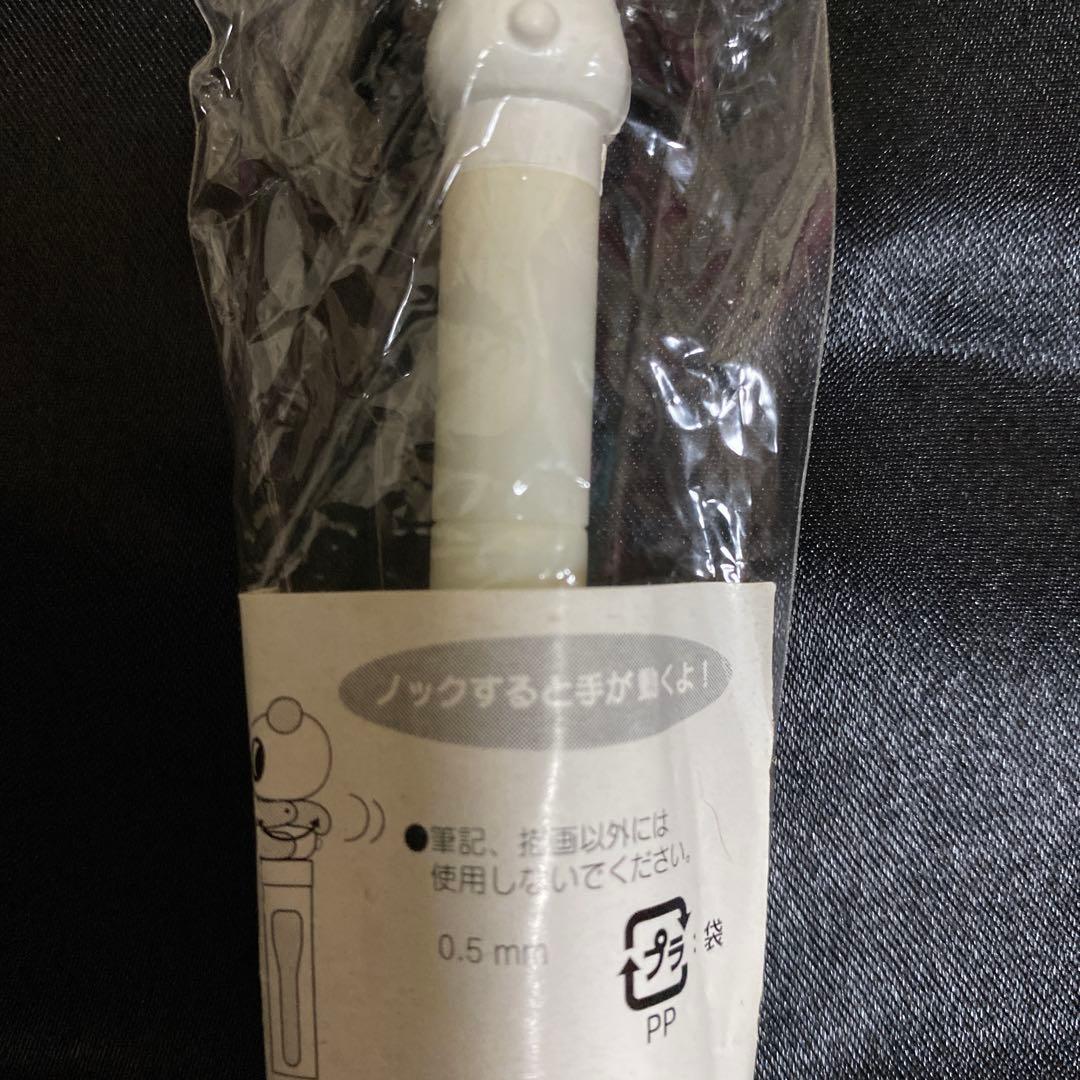 ノックすると手が動くよ!
●筆記、描画以外には
使用しないでください。
0.5 mm
プラ:袋
PP